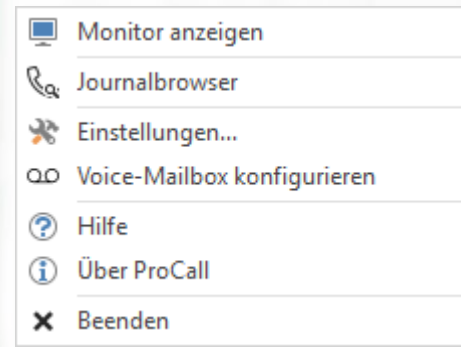 Monitor anzeigen
Journalbrowser
Einstellungen...
Voice-Mailbox konfigurieren
Hilfe
Über ProCall
Beenden